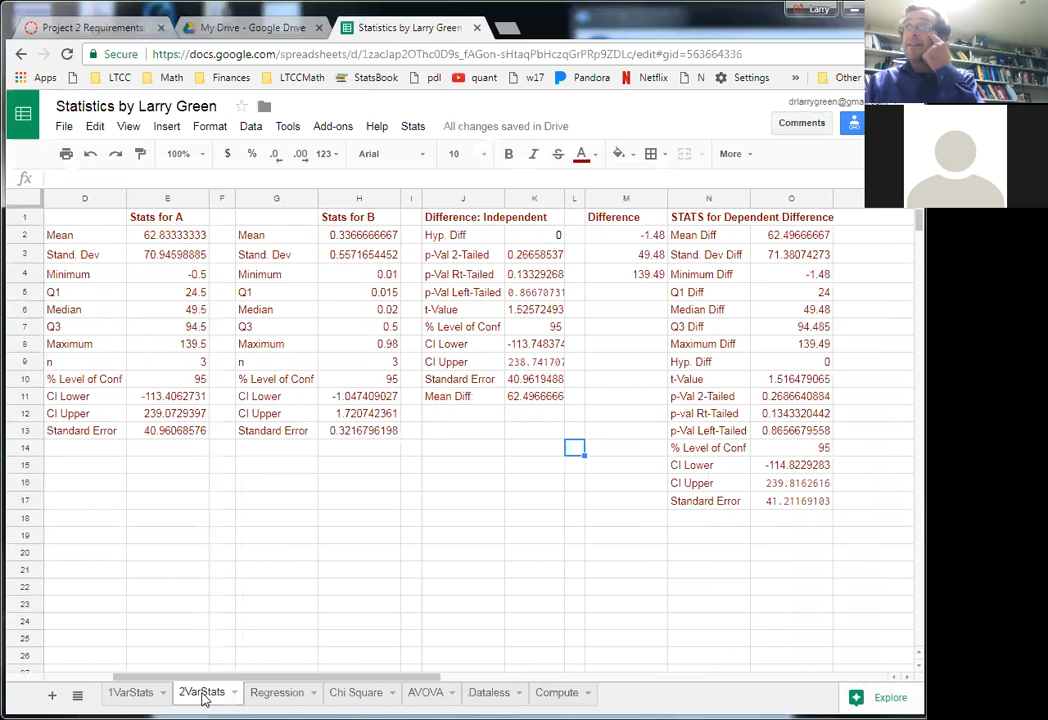 Project 2 Requirements:
My Drive - Google Drive
Statistics by Larry Green
Larry
Secure
https://docs.google.com/spreadsheets/d/1zacJap2OThc0D9s_fAGon-sHtaqPbHczqGrPRp9ZDLc/edit#gid=563664336
Apps LTCC Math Finances LTCCMath StatsBook pdl quant w17 Pandora Netflix N Settings » Other
Statistics by Larry Green
drlarrygreen@gma
File Edit View Insert Format Data Tools Add-ons Help Stats All changes saved in Drive
Comments
100% $ % .0 .00 123 Arial 10 B I S A More
fx
D E F G H I J K L M N O
1 Stats for A Stats for B Difference: Independent Difference STATS for Dependent Difference
2 Mean 62.83333333 Mean 0.3366666667 Hyp. Diff 0 -1.48 Mean Diff 62.49666667
3 Stand. Dev 70.94598885 Stand. Dev 0.5571654452 p-Val 2-Tailed 0.26658537 49.48 Stand. Dev Diff 71.38074273
4 Minimum -0.5 Minimum 0.01 p-Val Rt-Tailed 0.13329268 139.49 Minimum Diff -1.48
5 Q1 24.5 Q1 0.015 p-Val Left-Tailed 0.86670731 Q1 Diff 24
6 Median 49.5 Median 0.02 t-Value 1.52572493 Median Diff 49.48
7 Q3 94.5 Q3 0.5 % Level of Conf 95 Q3 Diff 94.485
8 Maximum 139.5 Maximum 0.98 CI Lower -113.748374 Maximum Diff 139.49
9 n 3 n 3 CI Upper 238.741707 Hyp. Diff 0
10 % Level of Conf 95 % Level of Conf 95 Standard Error 40.9619488 t-Value 1.516479065
11 CI Lower -113.4062731 CI Lower -1.047409027 Mean Diff: 62.4966666 p-Val 2-Tailed 0.2686640884
12 CI Upper 239.0729397 CI Upper 1.720742361 p-val Rt-Tailed 0.1343320442
13 Standard Error 40.96068576 Standard Error 0.3216796198 p-Val Left-Tailed 0.8656679558
14 % Level of Conf 95
15 CI Lower -114.8229283
16 CI Upper 239.8162616
17 Standard Error 41.21169103
18
19
20
21
22
23
24
25
26
1VarStats 2VarStats Regression Chi Square AVOVA Dataless Compute Explore